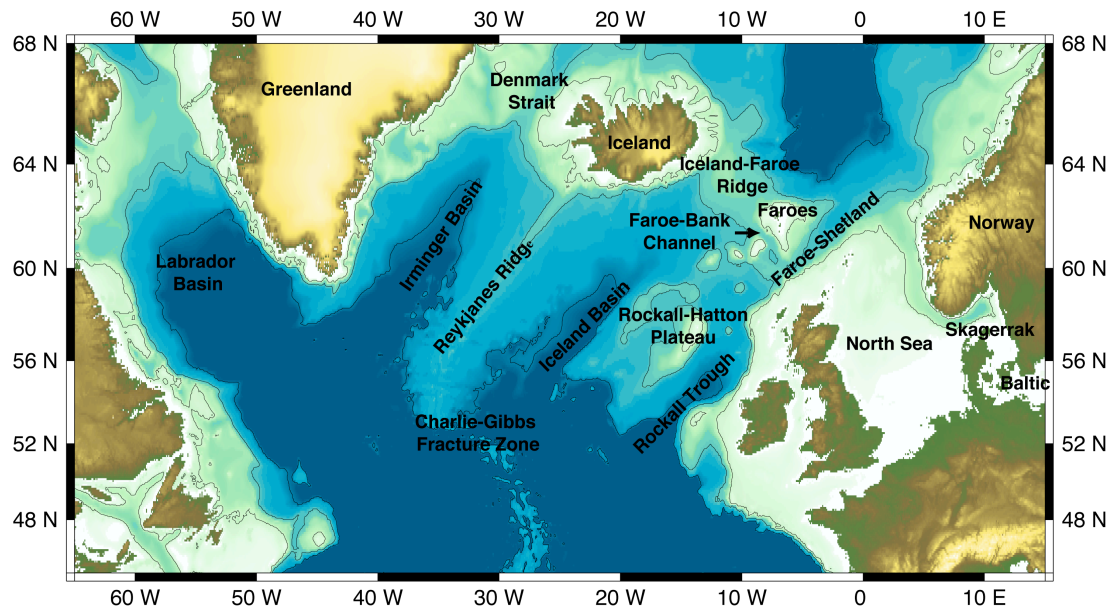 60 W 50 W 40 W 30 W 20 W 10 W 0 10 E
68 N 68 N
Greenland
Denmark
Strait
Iceland
64 N 64 N
Iceland-Faroe
Ridge
Faroes
Faroe-Bank
Channel
Faroe-Shetland
Norway
Irminger Basin
Reykjanes Ridge
Labrador
Basin
60 N 60 N
Iceland Basin
Rockall-Hatton
Plateau
Skagerrak
North Sea
56 N 56 N
Baltic
Rockall Trough
Charlie-Gibbs
Fracture Zone
52 N 52 N
48 N 48 N
60 W 50 W 40 W 30 W 20 W 10 W 0 10 E